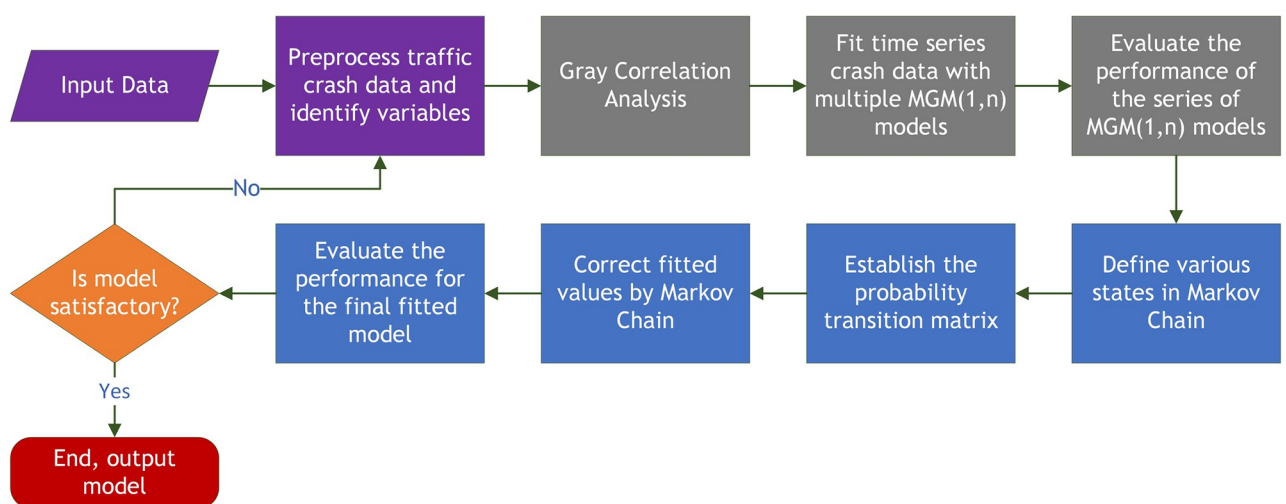 Input Data
Preprocess traffic
crash data and
identify variables
Gray Correlation
Analysis
Fit time series
crash data with
multiple MGM(1,n)
models
Evaluate the
performance of
the series of
MGM(1,n) models
Define various
states in Markov
Chain
Establish the
probability
transition matrix
Correct fitted
values by Markov
Chain
Evaluate the
performance for
the final fitted
model
Is model
satisfactory?
No
Yes
End, output
model